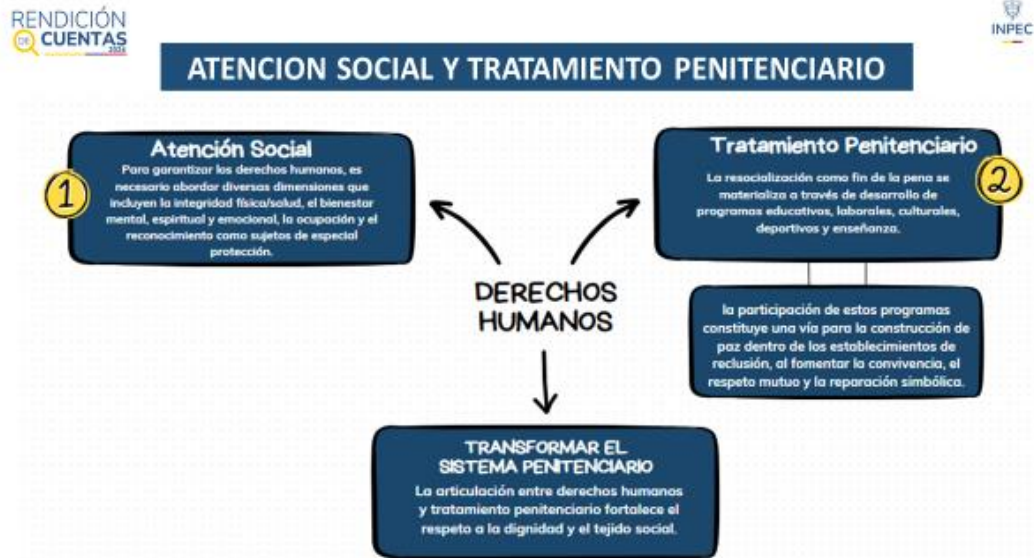 RENDICIÓN
DE CUENTAS
INPEC
ATENCION SOCIAL Y TRATAMIENTO PENITENCIARIO
1
Atención Social
Para garantizar los derechos humanos, es
necesario abordar diversas dimensiones que
incluyen la integridad física/salud, el bienestar
mental, espiritual y emocional, la ocupación y el
reconocimiento como sujetos de especial
protección.
Tratamiento Penitenciario
2
La resocialización como fin de la pena se
materializa a través de desarrollo de
programas educativos, laborales, culturales,
deportivos y enseñanza.
DERECHOS
HUMANOS
la participación de estos programas
constituye una vía para la construcción de
paz dentro de los establecimientos de
reclusión, al fomentar la convivencia, el
respeto mutuo y la reparación simbólica.
TRANSFORMAR EL
SISTEMA PENITENCIARIO
La articulación entre derechos humanos
y tratamiento penitenciario fortalece el
respeto a la dignidad y el tejido social.